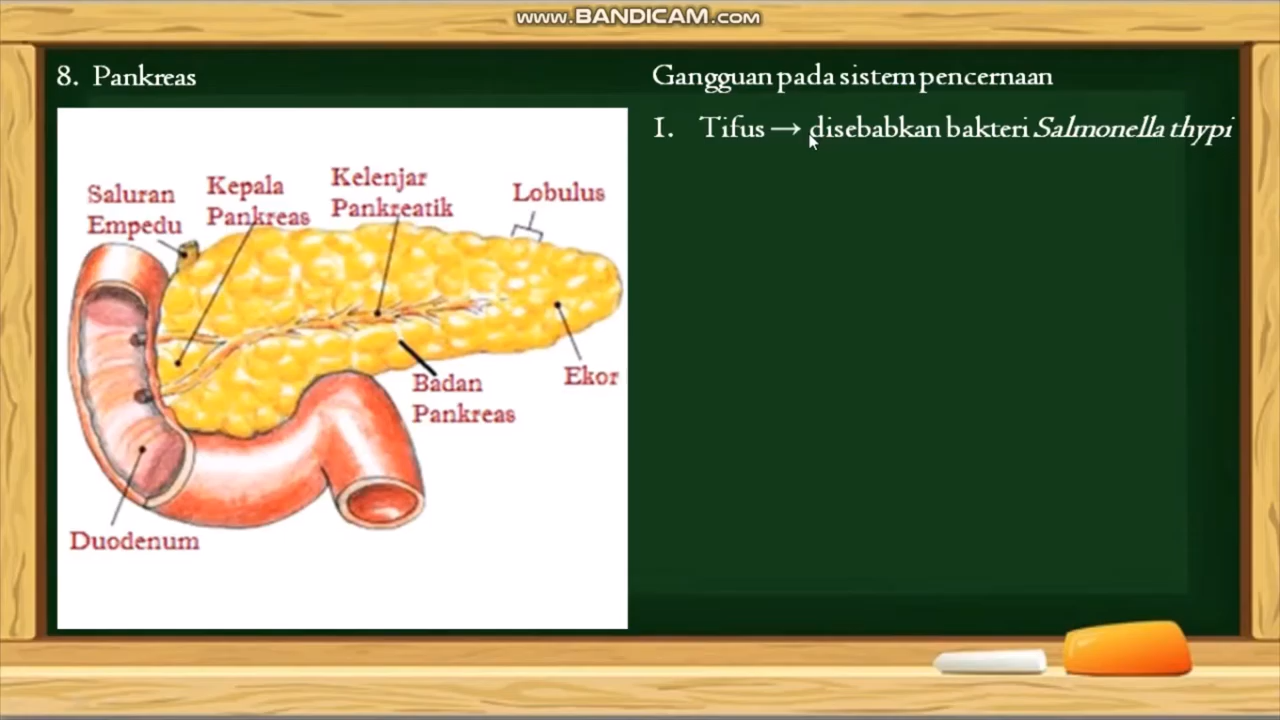 www.BANDICAM.com
8. Pankreas
Saluran
Empedu
Kepala
Pankreas
Kelenjar
Pankreatik
Lobulus
Ekor
Badan
Pankreas
Duodenum
Gangguan pada sistem pencernaan
1. Tifus → disebabkan bakteri Salmonella thypi